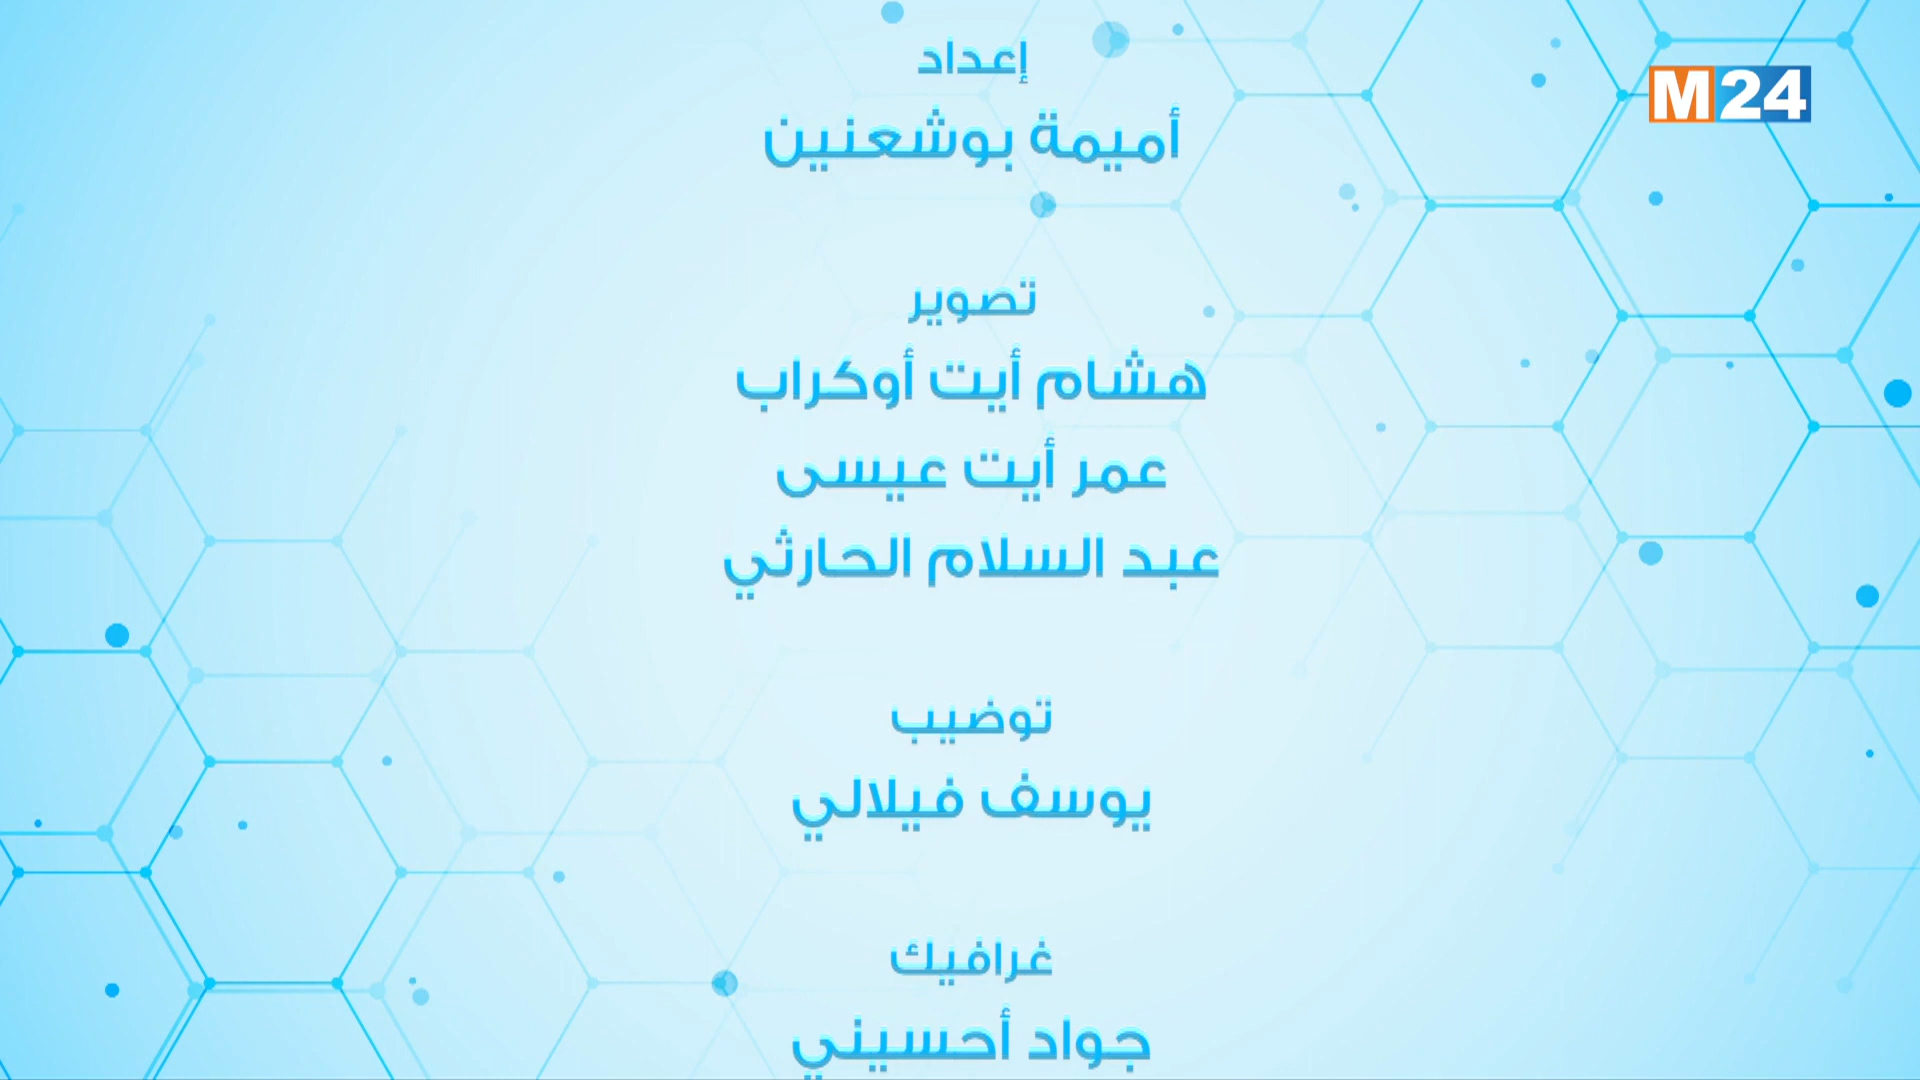 M24
إعداد
أميمة بوشعنين
تصوير
هشام أيت أوكراب
عمر أيت عيسى
عبد السلام الحارثي
توضيب
يوسف فيلالي
غرافيك
جواد أحسيني